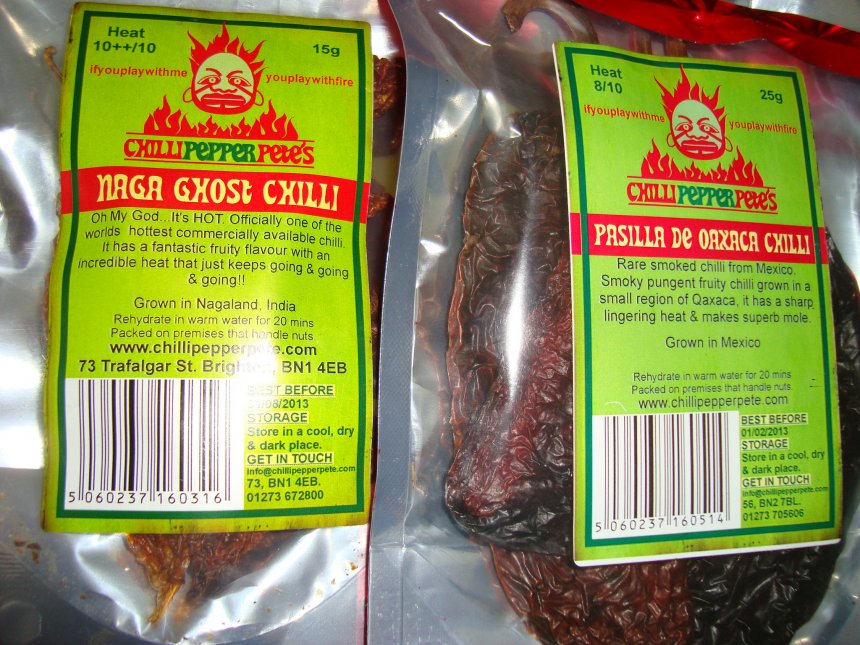 Heat
10++/10
15g
ifyouplaywithme
youplaywithfire
CHILLIPEPPERPETE'S
NAGA GHOST CHILLI
Oh My God...It's HOT. Officially one of the
worlds hottest commercially available chilli.
It has a fantastic fruity flavour with an
incredible heat that just keeps going & going
& going!!
Grown in Nagaland, India
Rehydrate in warm water for 20 mins
Packed on premises that handle nuts.
www.chillipepperpete.com
73 Trafalgar St. BN1 4EB
BEST BEFORE
/2013
STORAGE
Store in a cool, dry
& dark place.
GET IN TOUCH
info@chillipepperpete.com
73, BN1 4EB.
01273 672800
5 060237 160316
Heat
8/10
25g
ifyouplaywithme
youplaywithfire
CHILLIPEPPERPETE'S
PASILLA DE OAXACA CHILLI
Rare smoked chilli from Mexico.
Smoky pungent fruity chilli grown in a
small region of Qaxaca, it has a sharp
lingering heat & makes superb mole.
Grown in Mexico
Rehydrate in warm water for 20 mins
Packed on premises that handle nuts.
www.chillipepperpete.com
BEST BEFORE
01/02/2013
STORAGE
Store in a cool, dry
& dark place.
GET IN TOUCH
info@chillipepperpete.com
56, BN2 7BL.
01273 705606
5 060237 160514